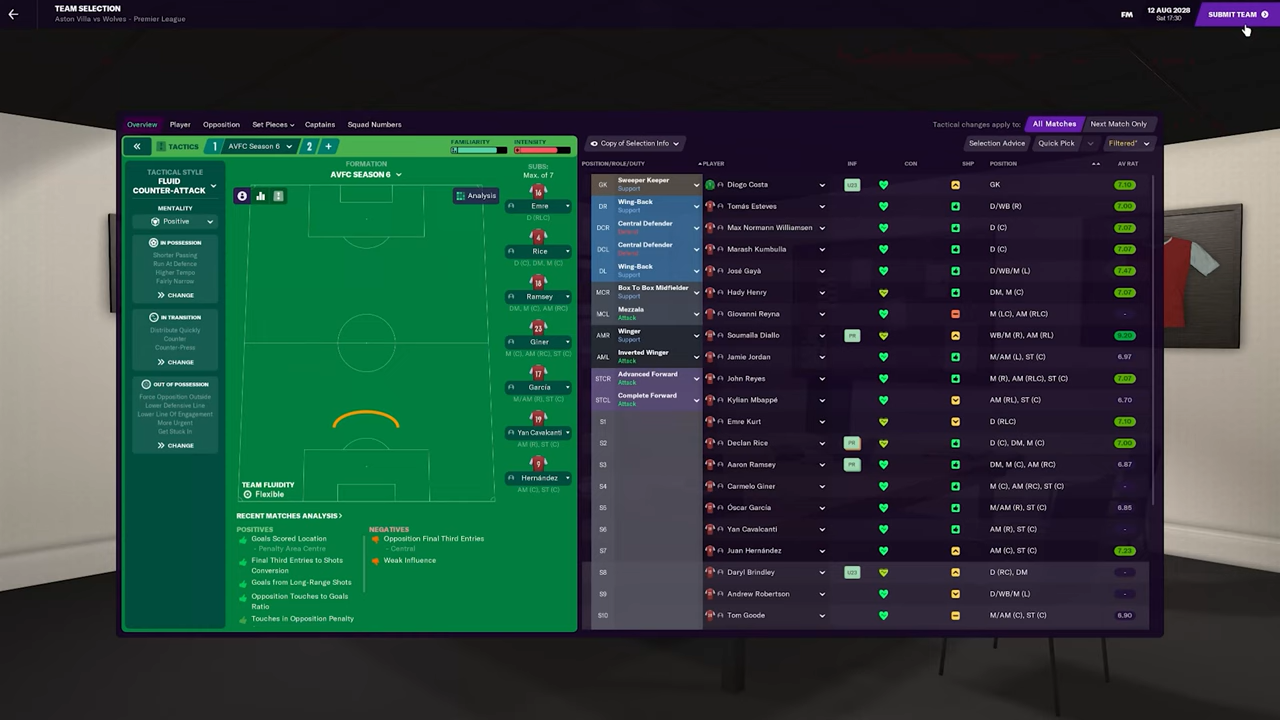 TEAM SELECTION
Aston Villa vs Wolves - Premier League
FM
12 AUG 2028
Sat 17:30
SUBMIT TEAM
Overview Player Opposition Set Pieces Captains Squad Numbers
Tactical changes apply to: All Matches Next Match Only
TACTICS 1 AVFC Season 6 2 +
FAMILIARITY INTENSITY
Copy of Selection Info
Selection Advice Quick Pick Filtered*
TACTICAL STYLE
FLUID
COUNTER-ATTACK
MENTALITY
Positive
IN POSSESSION
Shorter Passing
Run At Defence
Higher Tempo
Fairly Narrow
CHANGE
IN TRANSITION
Distribute Quickly
Counter
Counter-Press
CHANGE
OUT OF POSSESSION
Force Opposition Outside
Lower Defensive Line
Lower Line Of Engagement
More Urgent
Get Stuck In
CHANGE
FORMATION
AVFC SEASON 6
Analysis
TEAM FLUIDITY
Flexible
SUBS:
Max. of 7
16
Emre
D (RLC)
4
Rice
D (C), DM, M (C)
18
Ramsey
DM, M (C), AM (RC)
23
Giner
M (C), AM (RC), ST (C)
17
García
M/AM (R), ST (C)
19
Yan Cavalcanti
AM (R), ST (C)
9
Hernández
AM (C), ST (C)
RECENT MATCHES ANALYSIS
POSITIVES
Goals Scored Location
- Penalty Area Centre
Final Third Entries to Shots
Conversion
Goals from Long-Range Shots
Opposition Touches to Goals
Ratio
Touches in Opposition Penalty
NEGATIVES
Opposition Final Third Entries
- Central
Weak Influence
POSITION/ROLE/DUTY PLAYER INF CON SHP POSITION AV RAT
GK Sweeper Keeper Support Diogo Costa U23 GK 7.10
DR Wing-Back Support Tomás Esteves D/WB (R) 7.00
DCR Central Defender Defend Max Normann Williamsen D (C) 7.07
DCL Central Defender Defend Marash Kumbulla D (C) 7.07
DL Wing-Back Support José Gayà D/WB/M (L) 7.47
MCR Box To Box Midfielder Support Hady Henry DM, M (C) 7.07
MCL Mezzala Attack Giovanni Reyna M (LC), AM (RLC) -
AMR Winger Support Soumaila Diallo PR WB/M (R), AM (RL)
AML Inverted Winger Attack Jamie Jordan M/AM (L), ST (C) 6.97
STCR Advanced Forward Attack John Reyes M (R), AM (RLC), ST (C) 7.07
STCL Complete Forward Attack Kylian Mbappé AM (RL), ST (C) 6.70
S1 Emre Kurt D (RLC) 7.10
S2 Declan Rice PR D (C), DM, M (C) 7.00
S3 Aaron Ramsey PR DM, M (C), AM (RC) 6.87
S4 Carmelo Giner M (C), AM (RC), ST (C) -
S5 Óscar García M/AM (R), ST (C) 6.85
S6 Yan Cavalcanti AM (R), ST (C) -
S7 Juan Hernández AM (C), ST (C) 7.23
S8 Daryl Brindley U23 D (RC), DM -
S9 Andrew Robertson D/WB/M (L) -
S10 Tom Goode M/AM (C), ST (C) 6.90